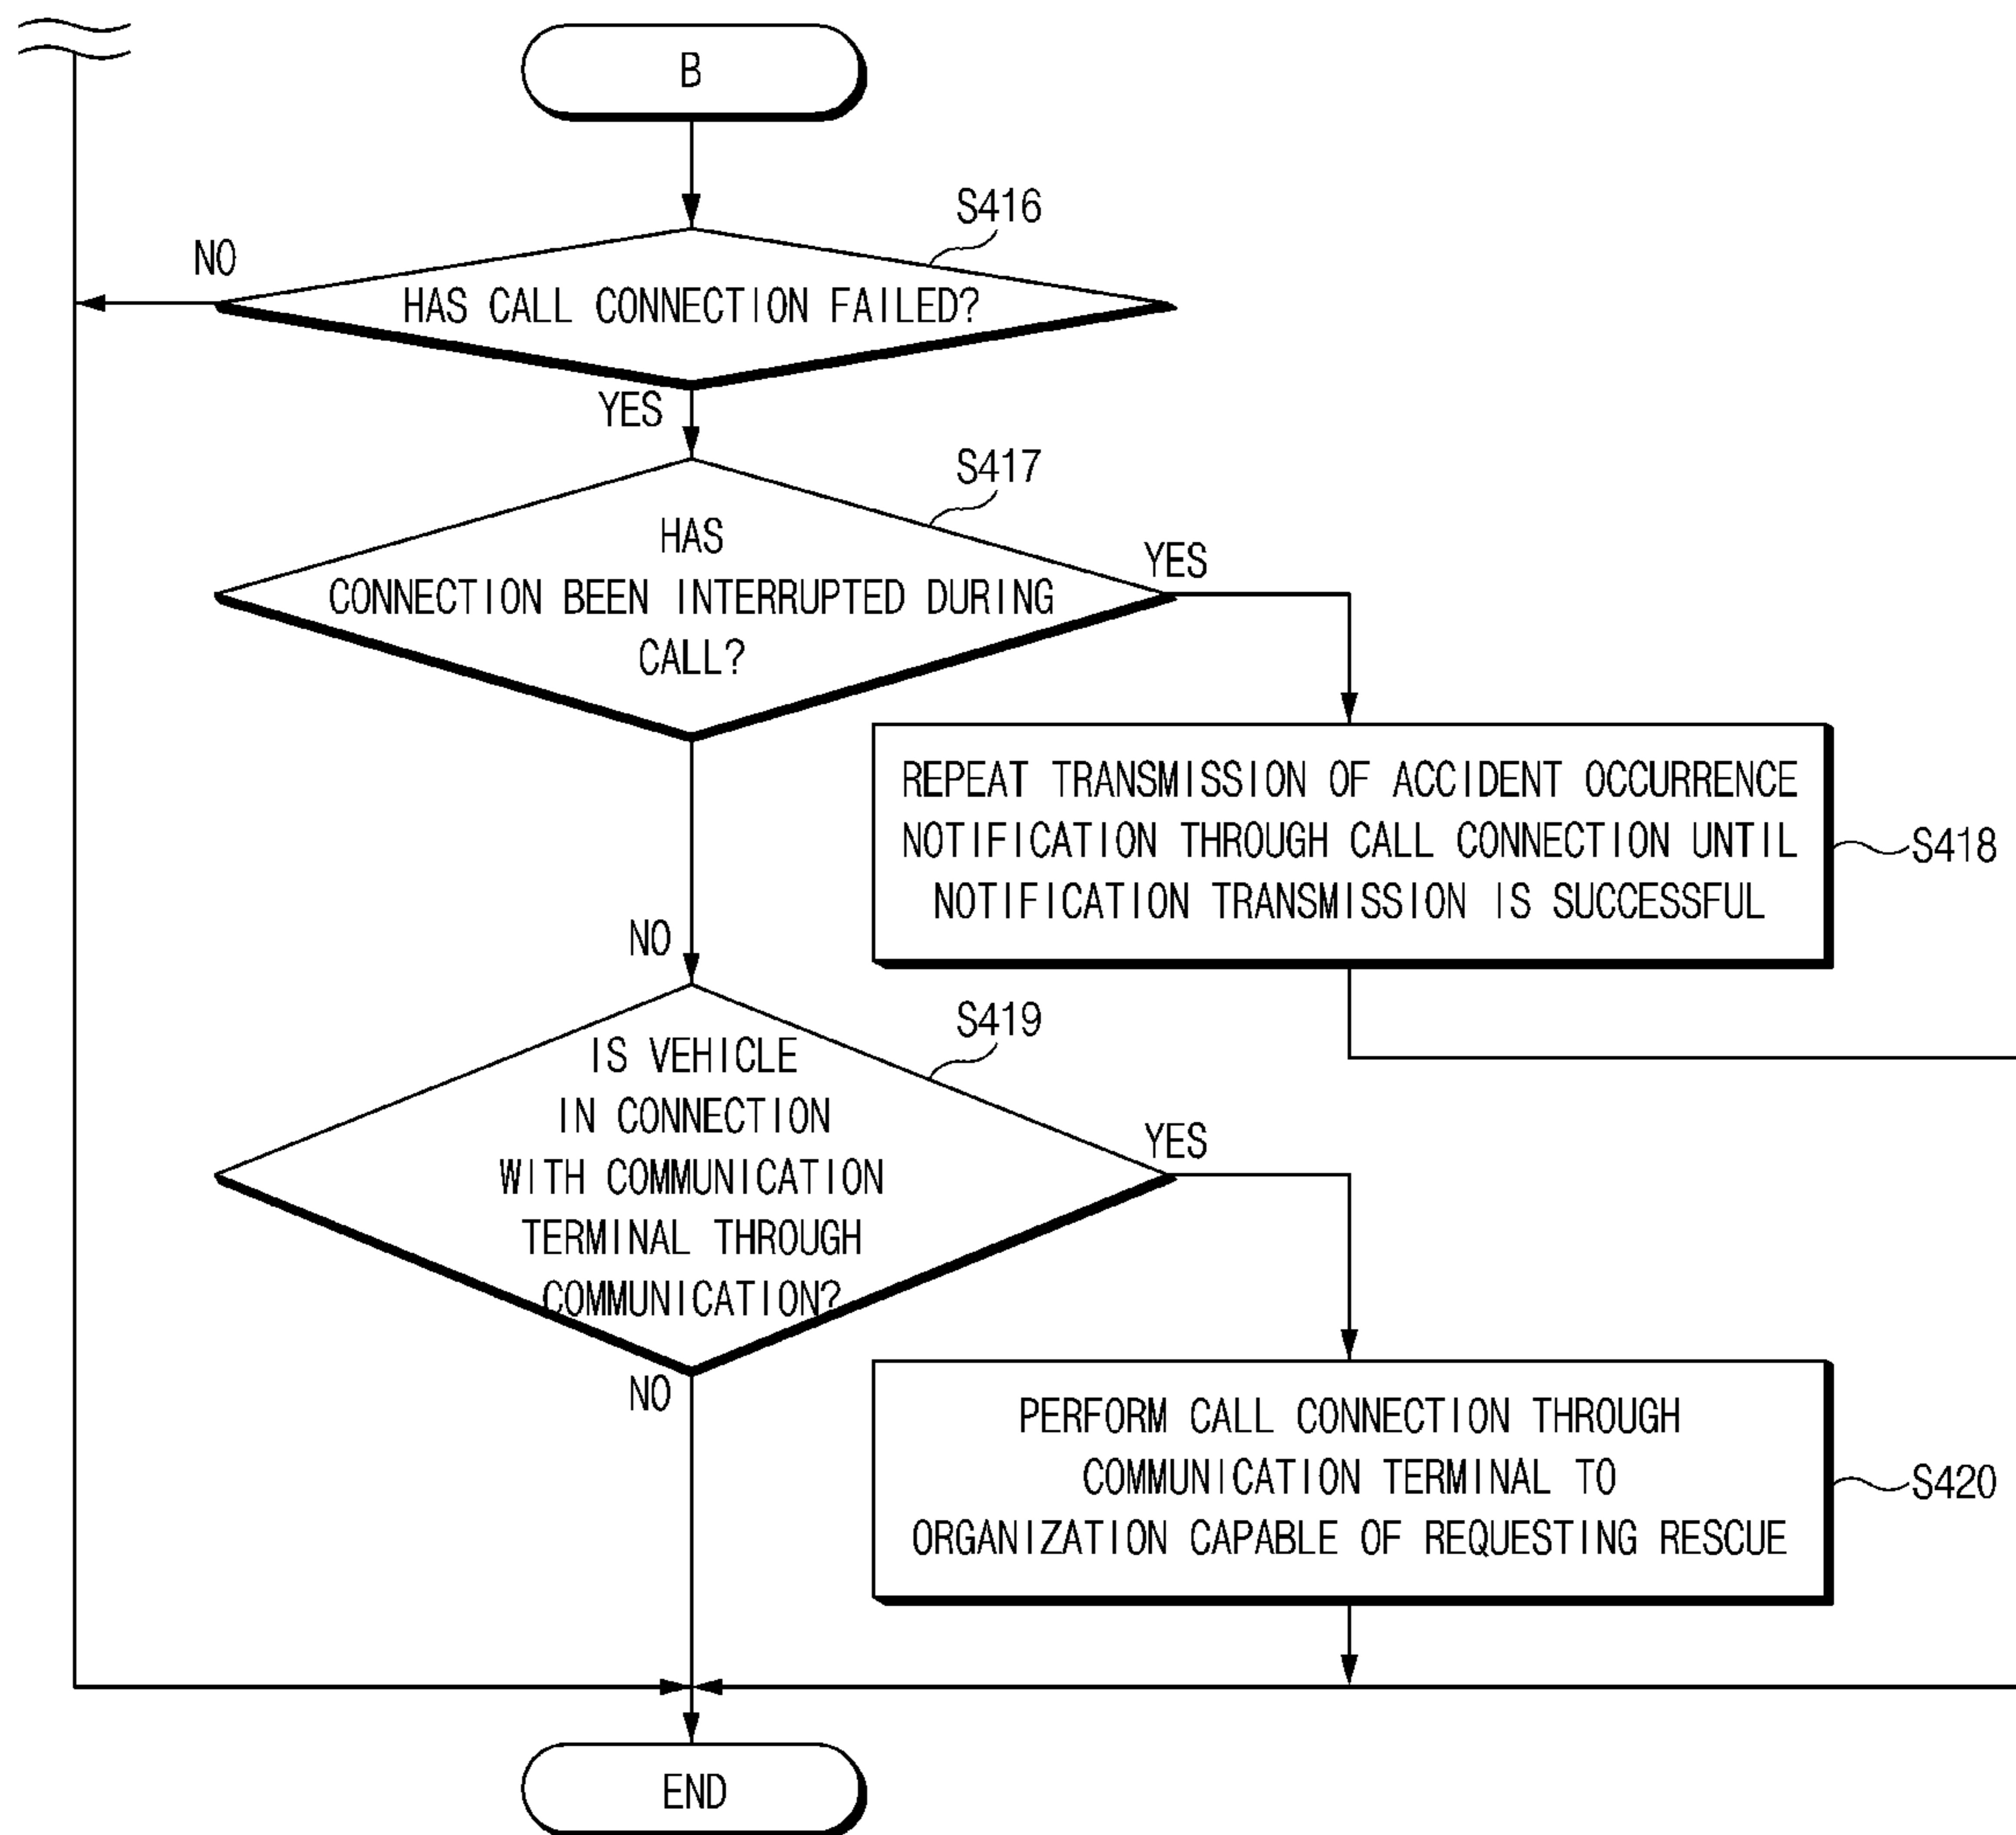 B
S416
NO
HAS CALL CONNECTION FAILED?
YES
S417
HAS
CONNECTION BEEN INTERRUPTED DURING
CALL?
YES
REPEAT TRANSMISSION OF ACCIDENT OCCURRENCE
NOTIFICATION THROUGH CALL CONNECTION UNTIL
NOTIFICATION TRANSMISSION IS SUCCESSFUL
S418
NO
S419
IS VEHICLE
IN CONNECTION
WITH COMMUNICATION
TERMINAL THROUGH
COMMUNICATION?
YES
NO
PERFORM CALL CONNECTION THROUGH
COMMUNICATION TERMINAL TO
ORGANIZATION CAPABLE OF REQUESTING RESCUE
S420
END